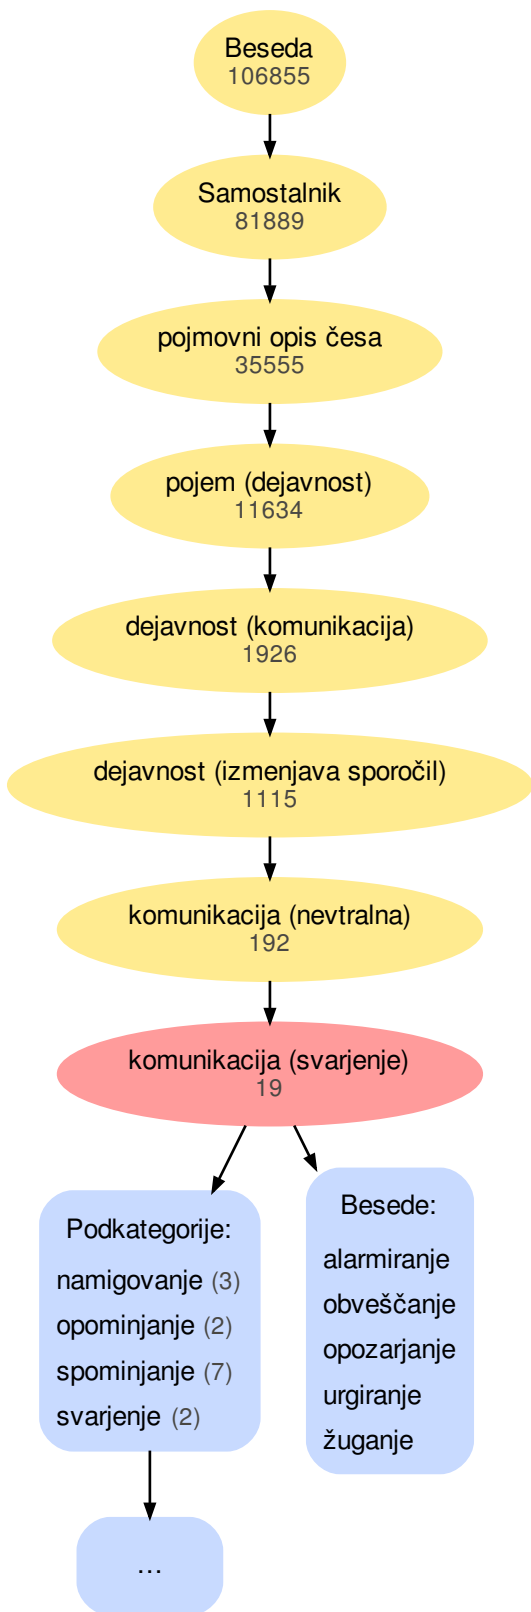 Beseda
106855
Samostalnik
81889
pojmovni opis česa
35555
pojem (dejavnost)
11634
dejavnost (komunikacija)
1926
dejavnost (izmenjava sporočil)
1115
komunikacija (nevtralna)
192
komunikacija (svarjenje)
19
Podkategorije:
namigovanje (3)
opominjanje (2)
spominjanje (7)
svarjenje (2)
...
Besede:
alarmiranje
obveščanje
opozarjanje
urgiranje
žuganje